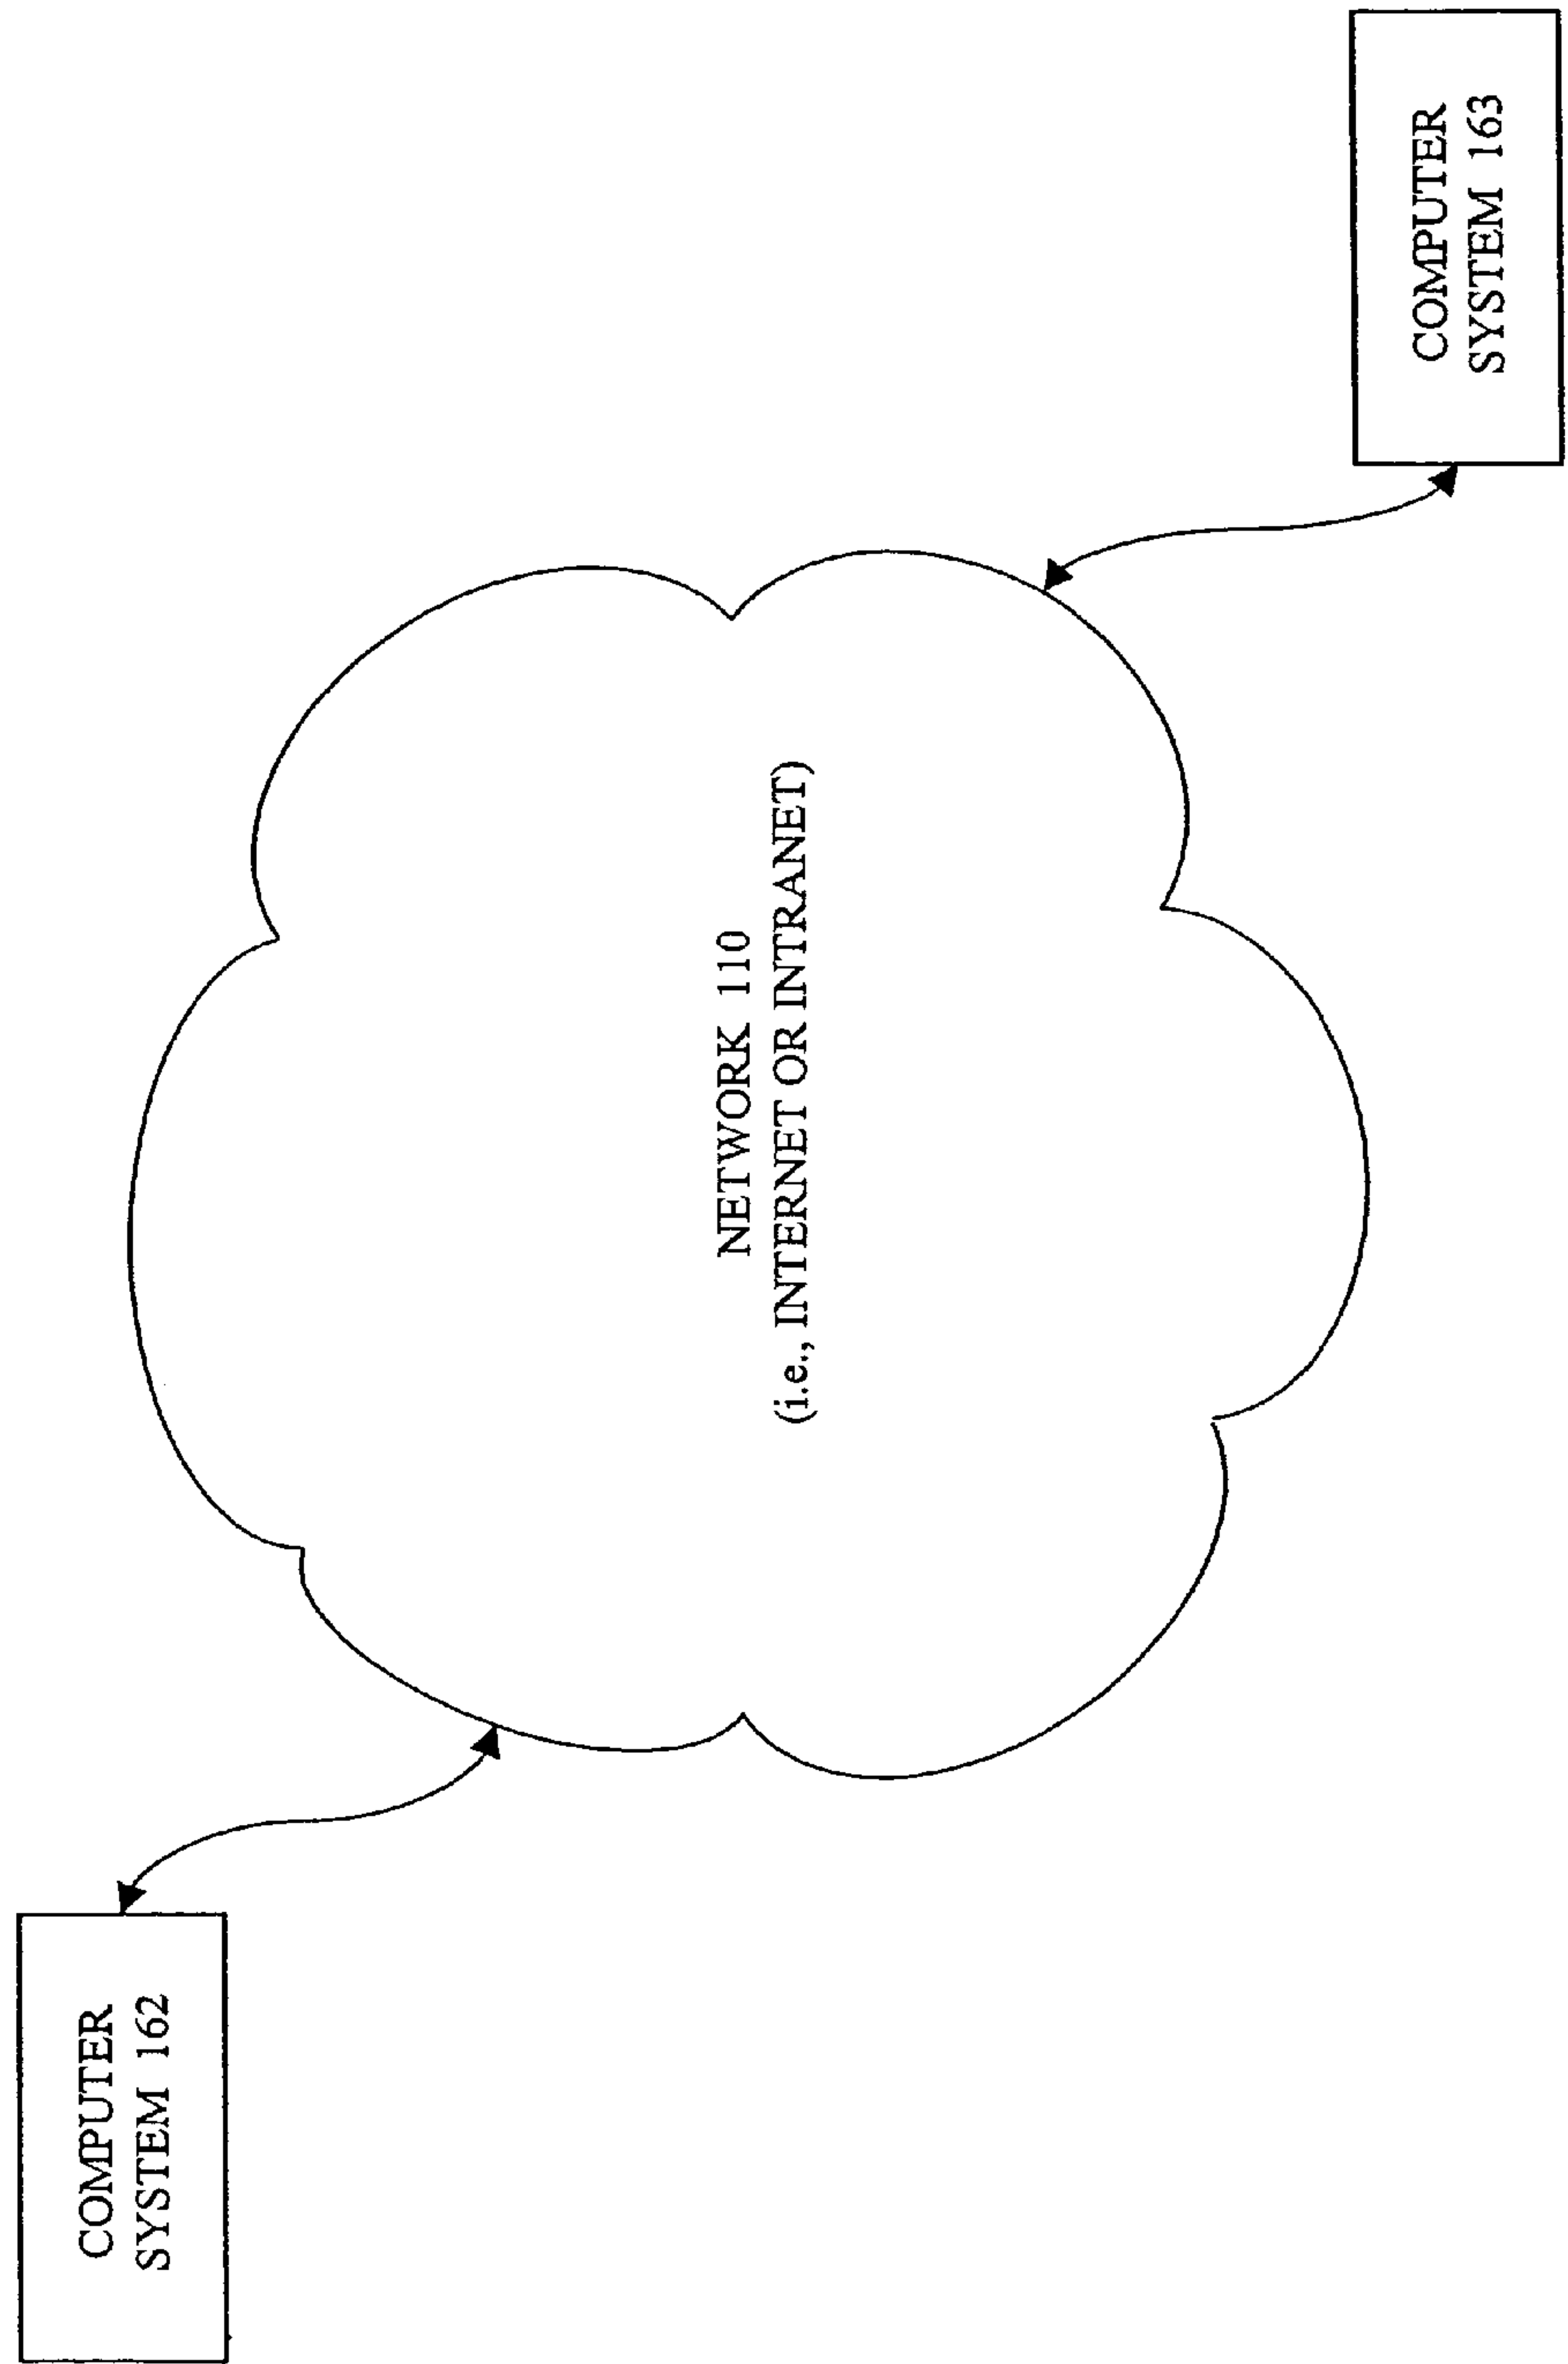 COMPUTER
SYSTEM 162
NETWORK 110
(i.e., INTERNET OR INTRANET)
COMPUTER
SYSTEM 163